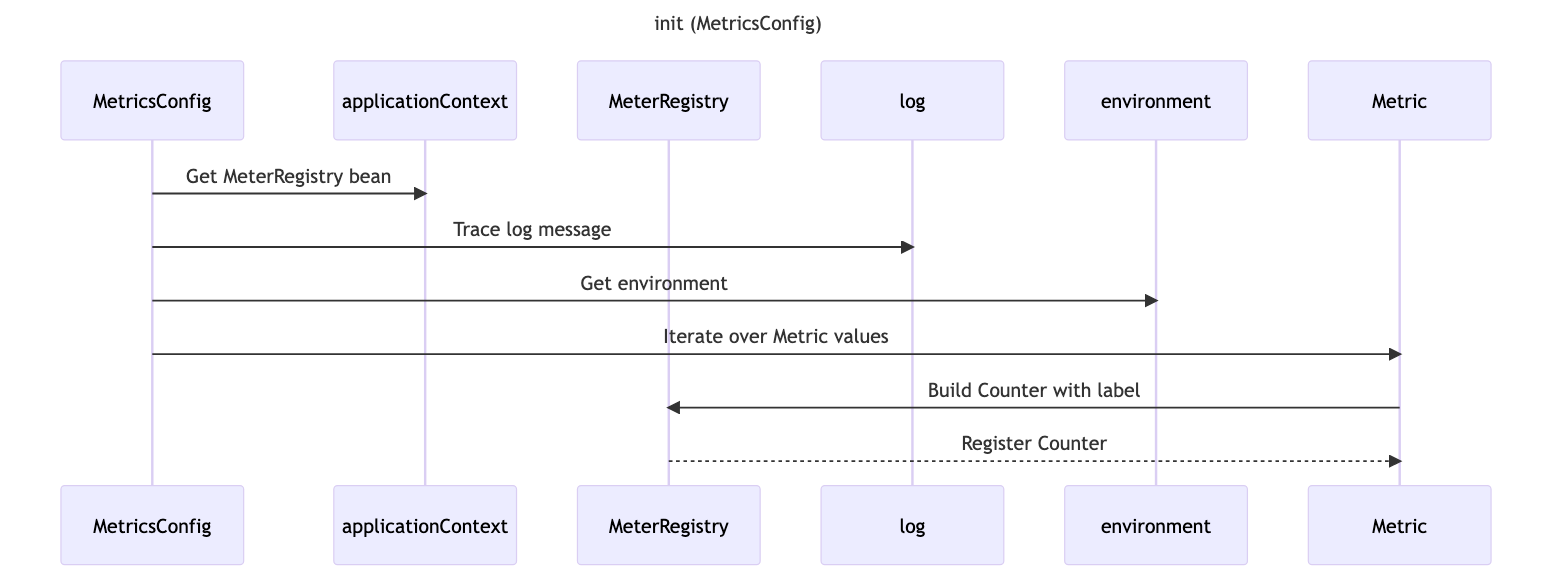 init (MetricsConfig)
MetricsConfig
applicationContext
MeterRegistry
log
environment
Metric
Get MeterRegistry bean
Trace log message
Get environment
Iterate over Metric values
Build Counter with label
Register Counter
MetricsConfig
applicationContext
MeterRegistry
log
environment
Metric